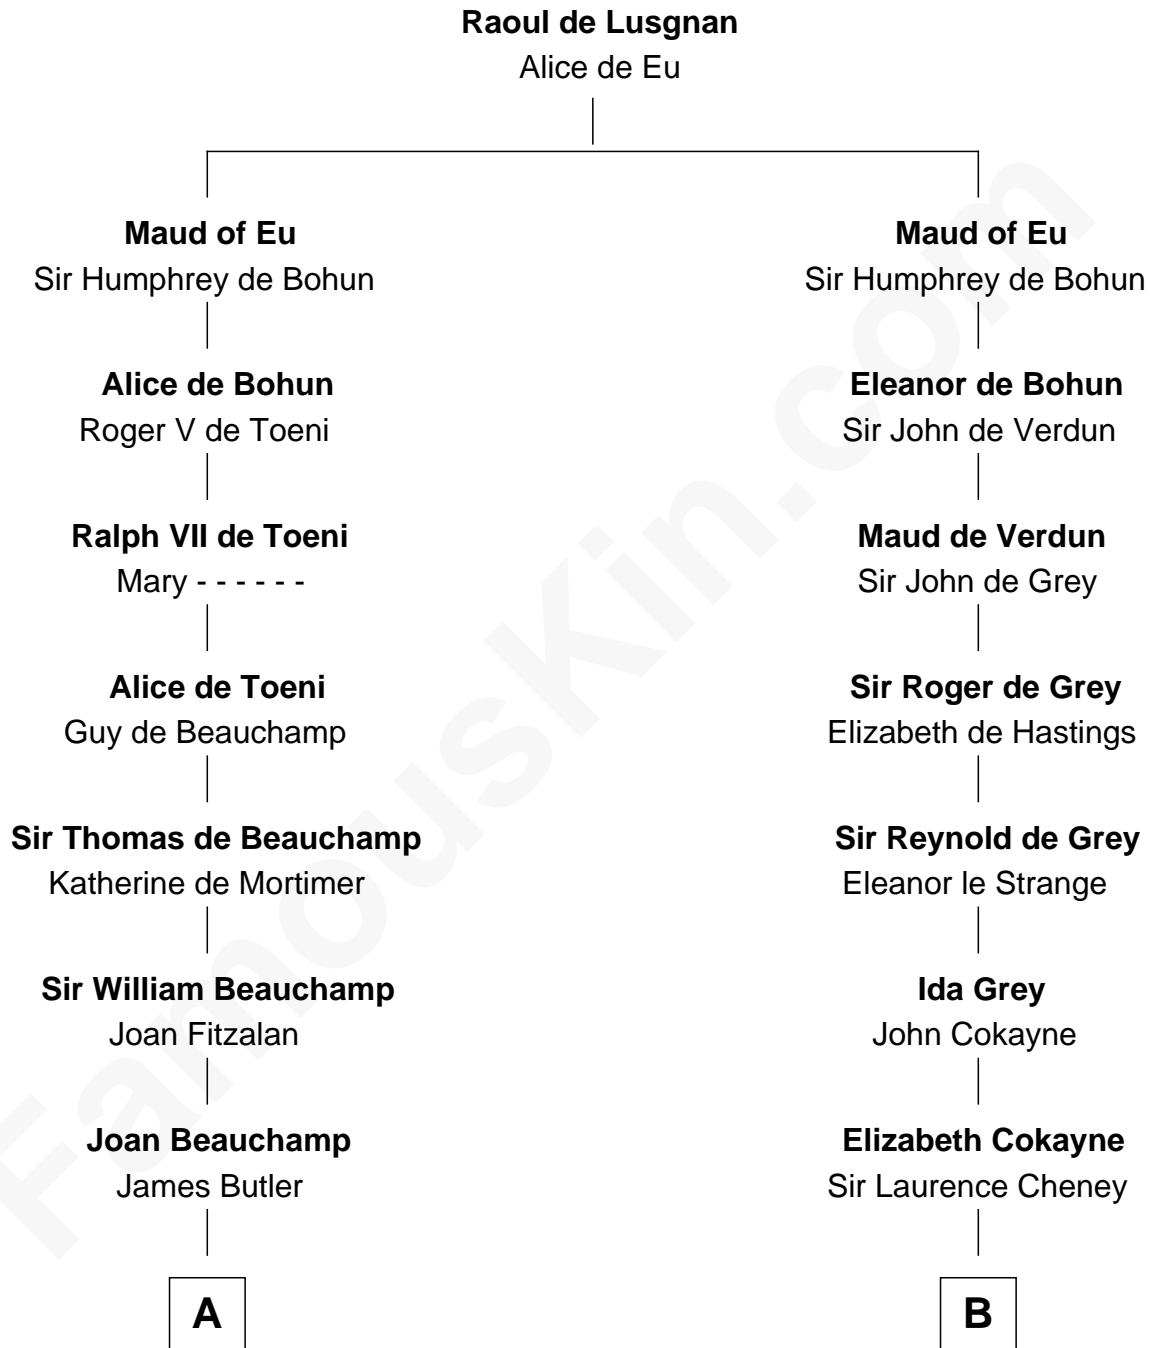 Raoul de Lusgnan
Alice de Eu
Maud of Eu
Sir Humphrey de Bohun
Maud of Eu
Sir Humphrey de Bohun
Alice de Bohun
Roger V de Toeni
Eleanor de Bohun
Sir John de Verdun
Ralph VII de Toeni
Mary - - - - - -
Maud de Verdun
Sir John de Grey
Alice de Toeni
Guy de Beauchamp
Sir Roger de Grey
Elizabeth de Hastings
Sir Thomas de Beauchamp
Katherine de Mortimer
Sir Reynold de Grey
Eleanor le Strange
Sir William Beauchamp
Joan Fitzalan
Ida Grey
John Cokayne
Joan Beauchamp
James Butler
Elizabeth Cokayne
Sir Laurence Cheney
A
B
FamousKin.com